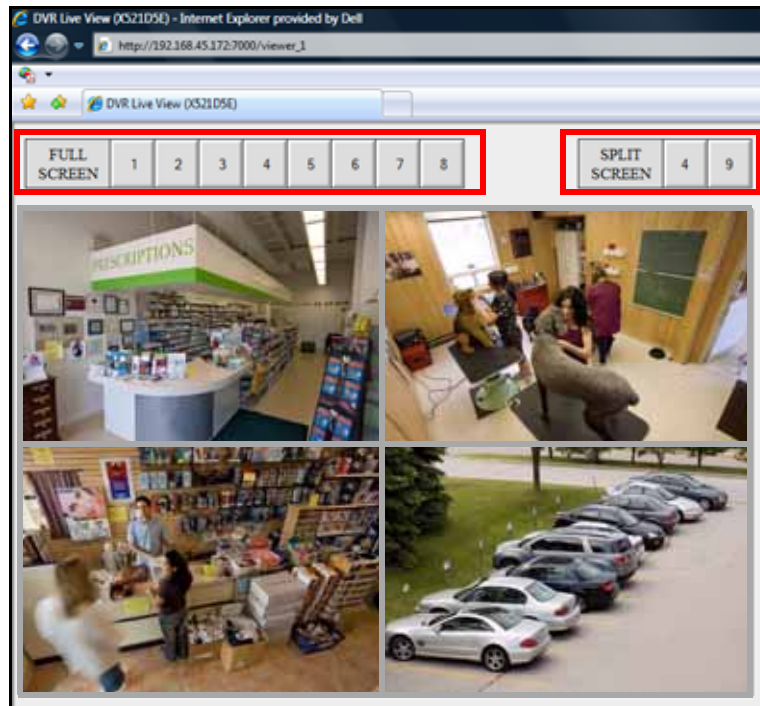 DVR Live View (X521D5E) - Internet Explorer provided by Dell
http://192.168.45.172:7000/viewer_1
DVR Live View (X521D5E)
FULL SCREEN 1 2 3 4 5 6 7 8
SPLIT SCREEN 4 9
PRESCRIPTIONS